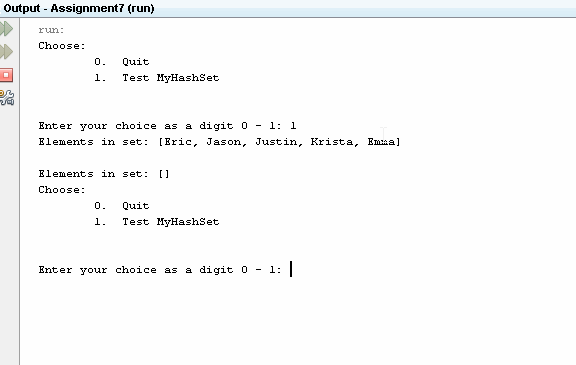 Output - Assignment7 (run)
run:
Choose:
0. Quit
1. Test MyHashSet
Enter your choice as a digit 0 - 1: 1
Elements in set: [Eric, Jason, Justin, Krista, Emma]
Elements in set: []
Choose:
0. Quit
1. Test MyHashSet
Enter your choice as a digit 0 - 1: